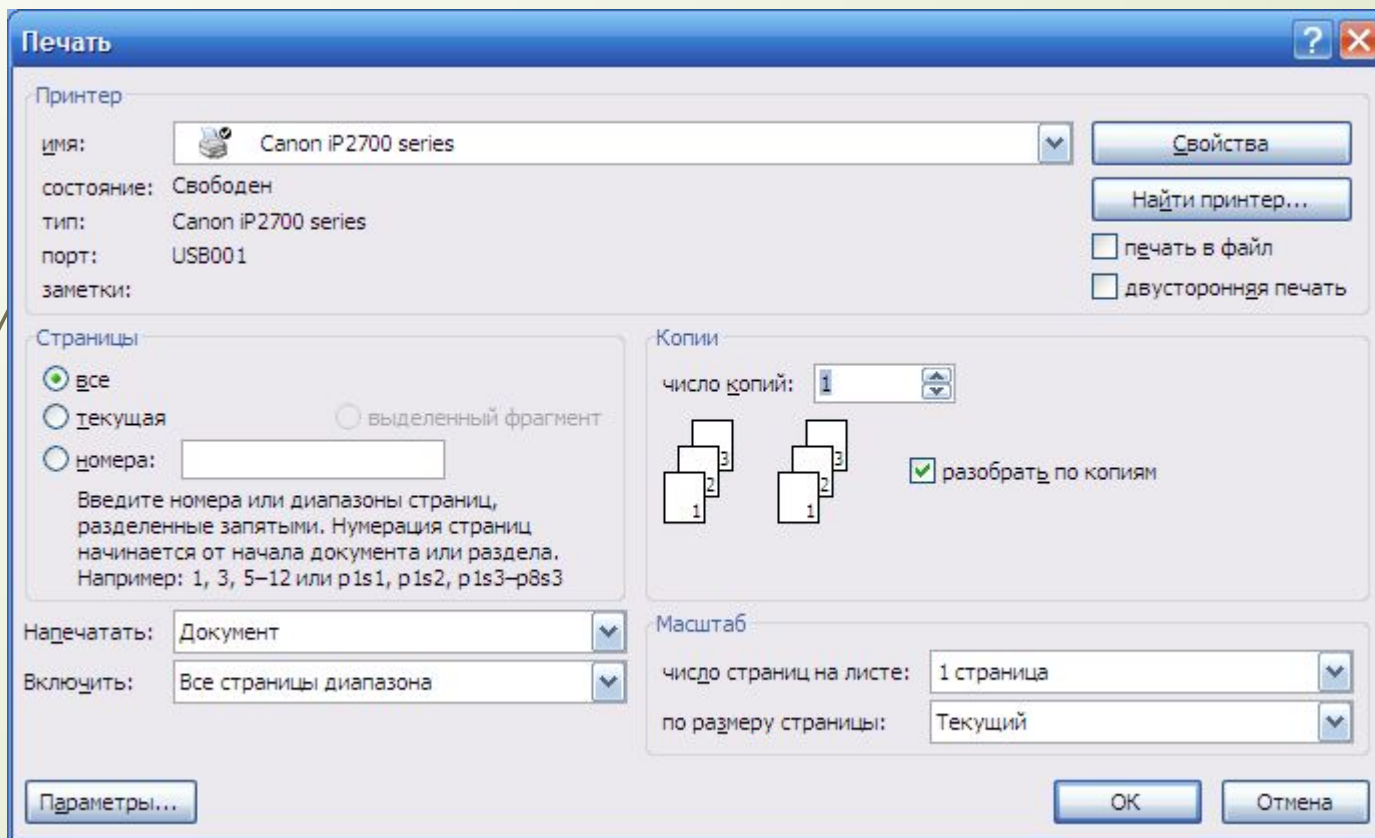 Печать
Принтер
имя: Canon iP2700 series
Свойства
состояние: Свободен
Найти принтер...
тип: Canon iP2700 series
порт: USB001
печать в файл
заметки:
двусторонняя печать
Страницы
все
текущая
выделенный фрагмент
номера:
Введите номера или диапазоны страниц,
разделенные запятыми. Нумерация страниц
начинается от начала документа или раздела.
Например: 1, 3, 5–12 или p1s1, p1s2, p1s3–p8s3
Копии
число копий: 1
3 3
2 2
1 1
разобрать по копиям
Напечатать: Документ
Включить: Все страницы диапазона
Масштаб
число страниц на листе: 1 страница
по размеру страницы: Текущий
Параметры...
ОК
Отмена